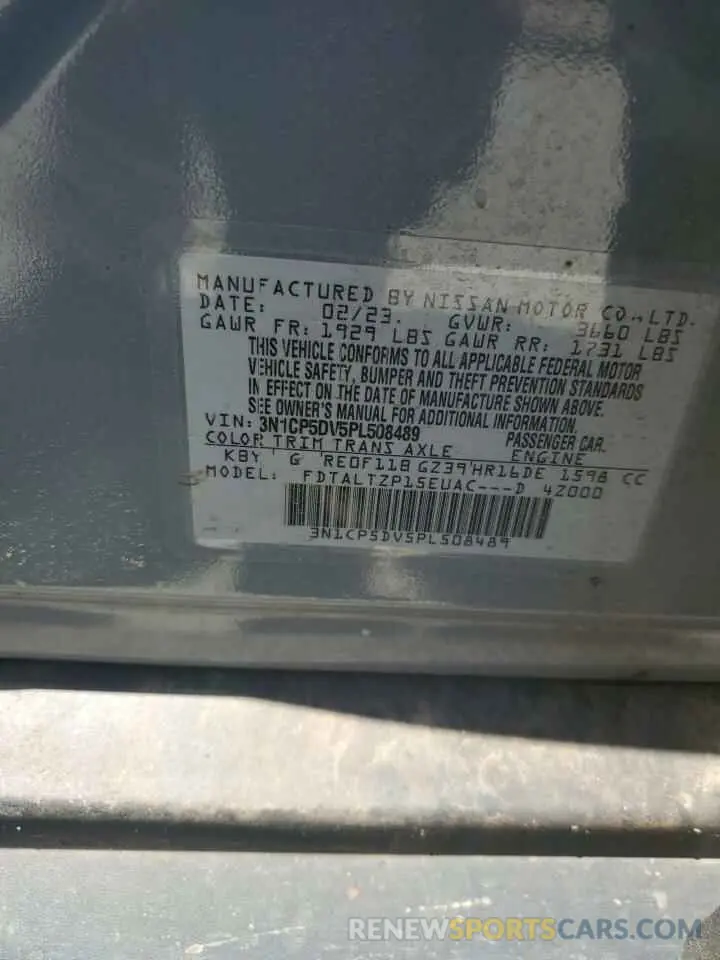 MANUFACTURED BY NISSAN MOTOR CO., LTD.
DATE: 02/23. GVWR: 3660 LBS
GAWR FR: 1929 LBS GAWR RR: 1731 LBS
THIS VEHICLE CONFORMS TO ALL APPLICABLE FEDERAL MOTOR
VEHICLE SAFETY, BUMPER AND THEFT PREVENTION STANDARDS
IN EFFECT ON THE DATE OF MANUFACTURE SHOWN ABOVE.
SEE OWNER'S MANUAL FOR ADDITIONAL INFORMATION.
VIN: 3N1CP5DV5PL508489 PASSENGER CAR.
COLOR TRIM TRANS AXLE ENGINE
KBY G RE0F11B GZ39 HR16DE 1598 CC
MODEL: FDTALTZP15EUAC---D 42000
3N1CP5DV5PL508489
RENEWSPORTSCARS.COM